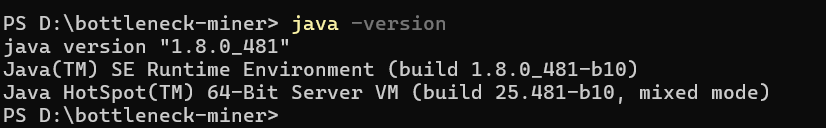 PS D:\bottleneck-miner> java -version
java version "1.8.0_481"
Java(TM) SE Runtime Environment (build 1.8.0_481-b10)
Java HotSpot(TM) 64-Bit Server VM (build 25.481-b10, mixed mode)
PS D:\bottleneck-miner>